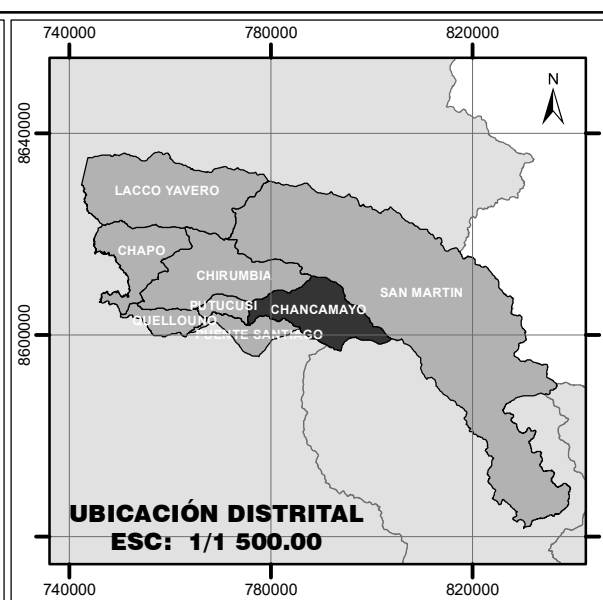 740000 780000 820000
N
8640000
LACCO YAVERO
CHAPO
CHIRUMBIA
SAN MARTIN
PUTUCUSI
CHANCAMAYO
QUELLOUNO
PUENTE SANTIAGO
8600000
UBICACIÓN DISTRITAL
ESC: 1/1 500.00
740000 780000 820000